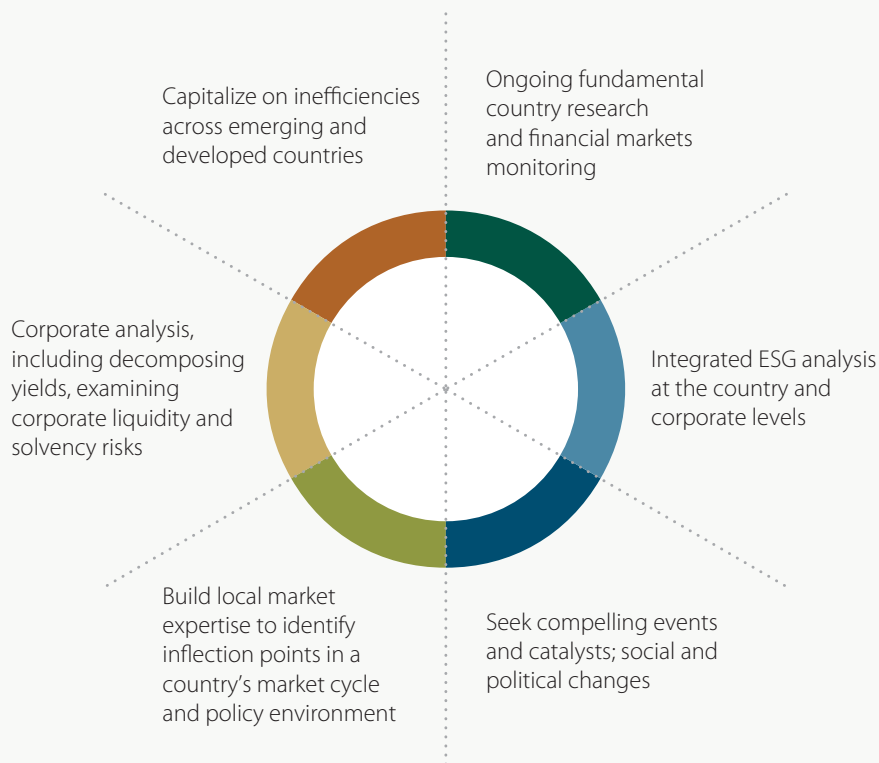 Capitalize on inefficiencies
across emerging and
developed countries
Ongoing fundamental
country research
and financial markets
monitoring
Corporate analysis,
including decomposing
yields, examining
corporate liquidity and
solvency risks
Integrated ESG analysis
at the country and
corporate levels
Build local market
expertise to identify
inflection points in a
country’s market cycle
and policy environment
Seek compelling events
and catalysts; social and
political changes